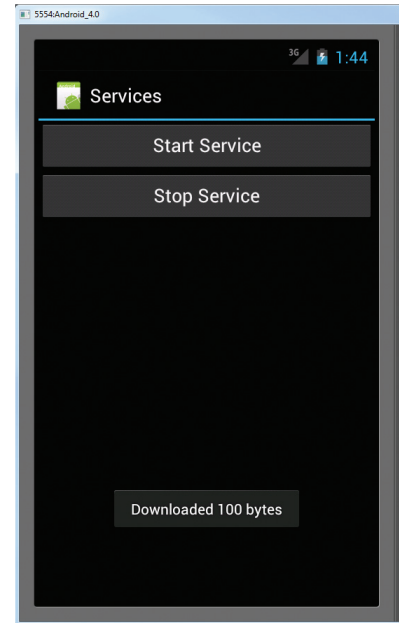 5554:Android_4.0
3G 1:44
Services
Start Service
Stop Service
Downloaded 100 bytes